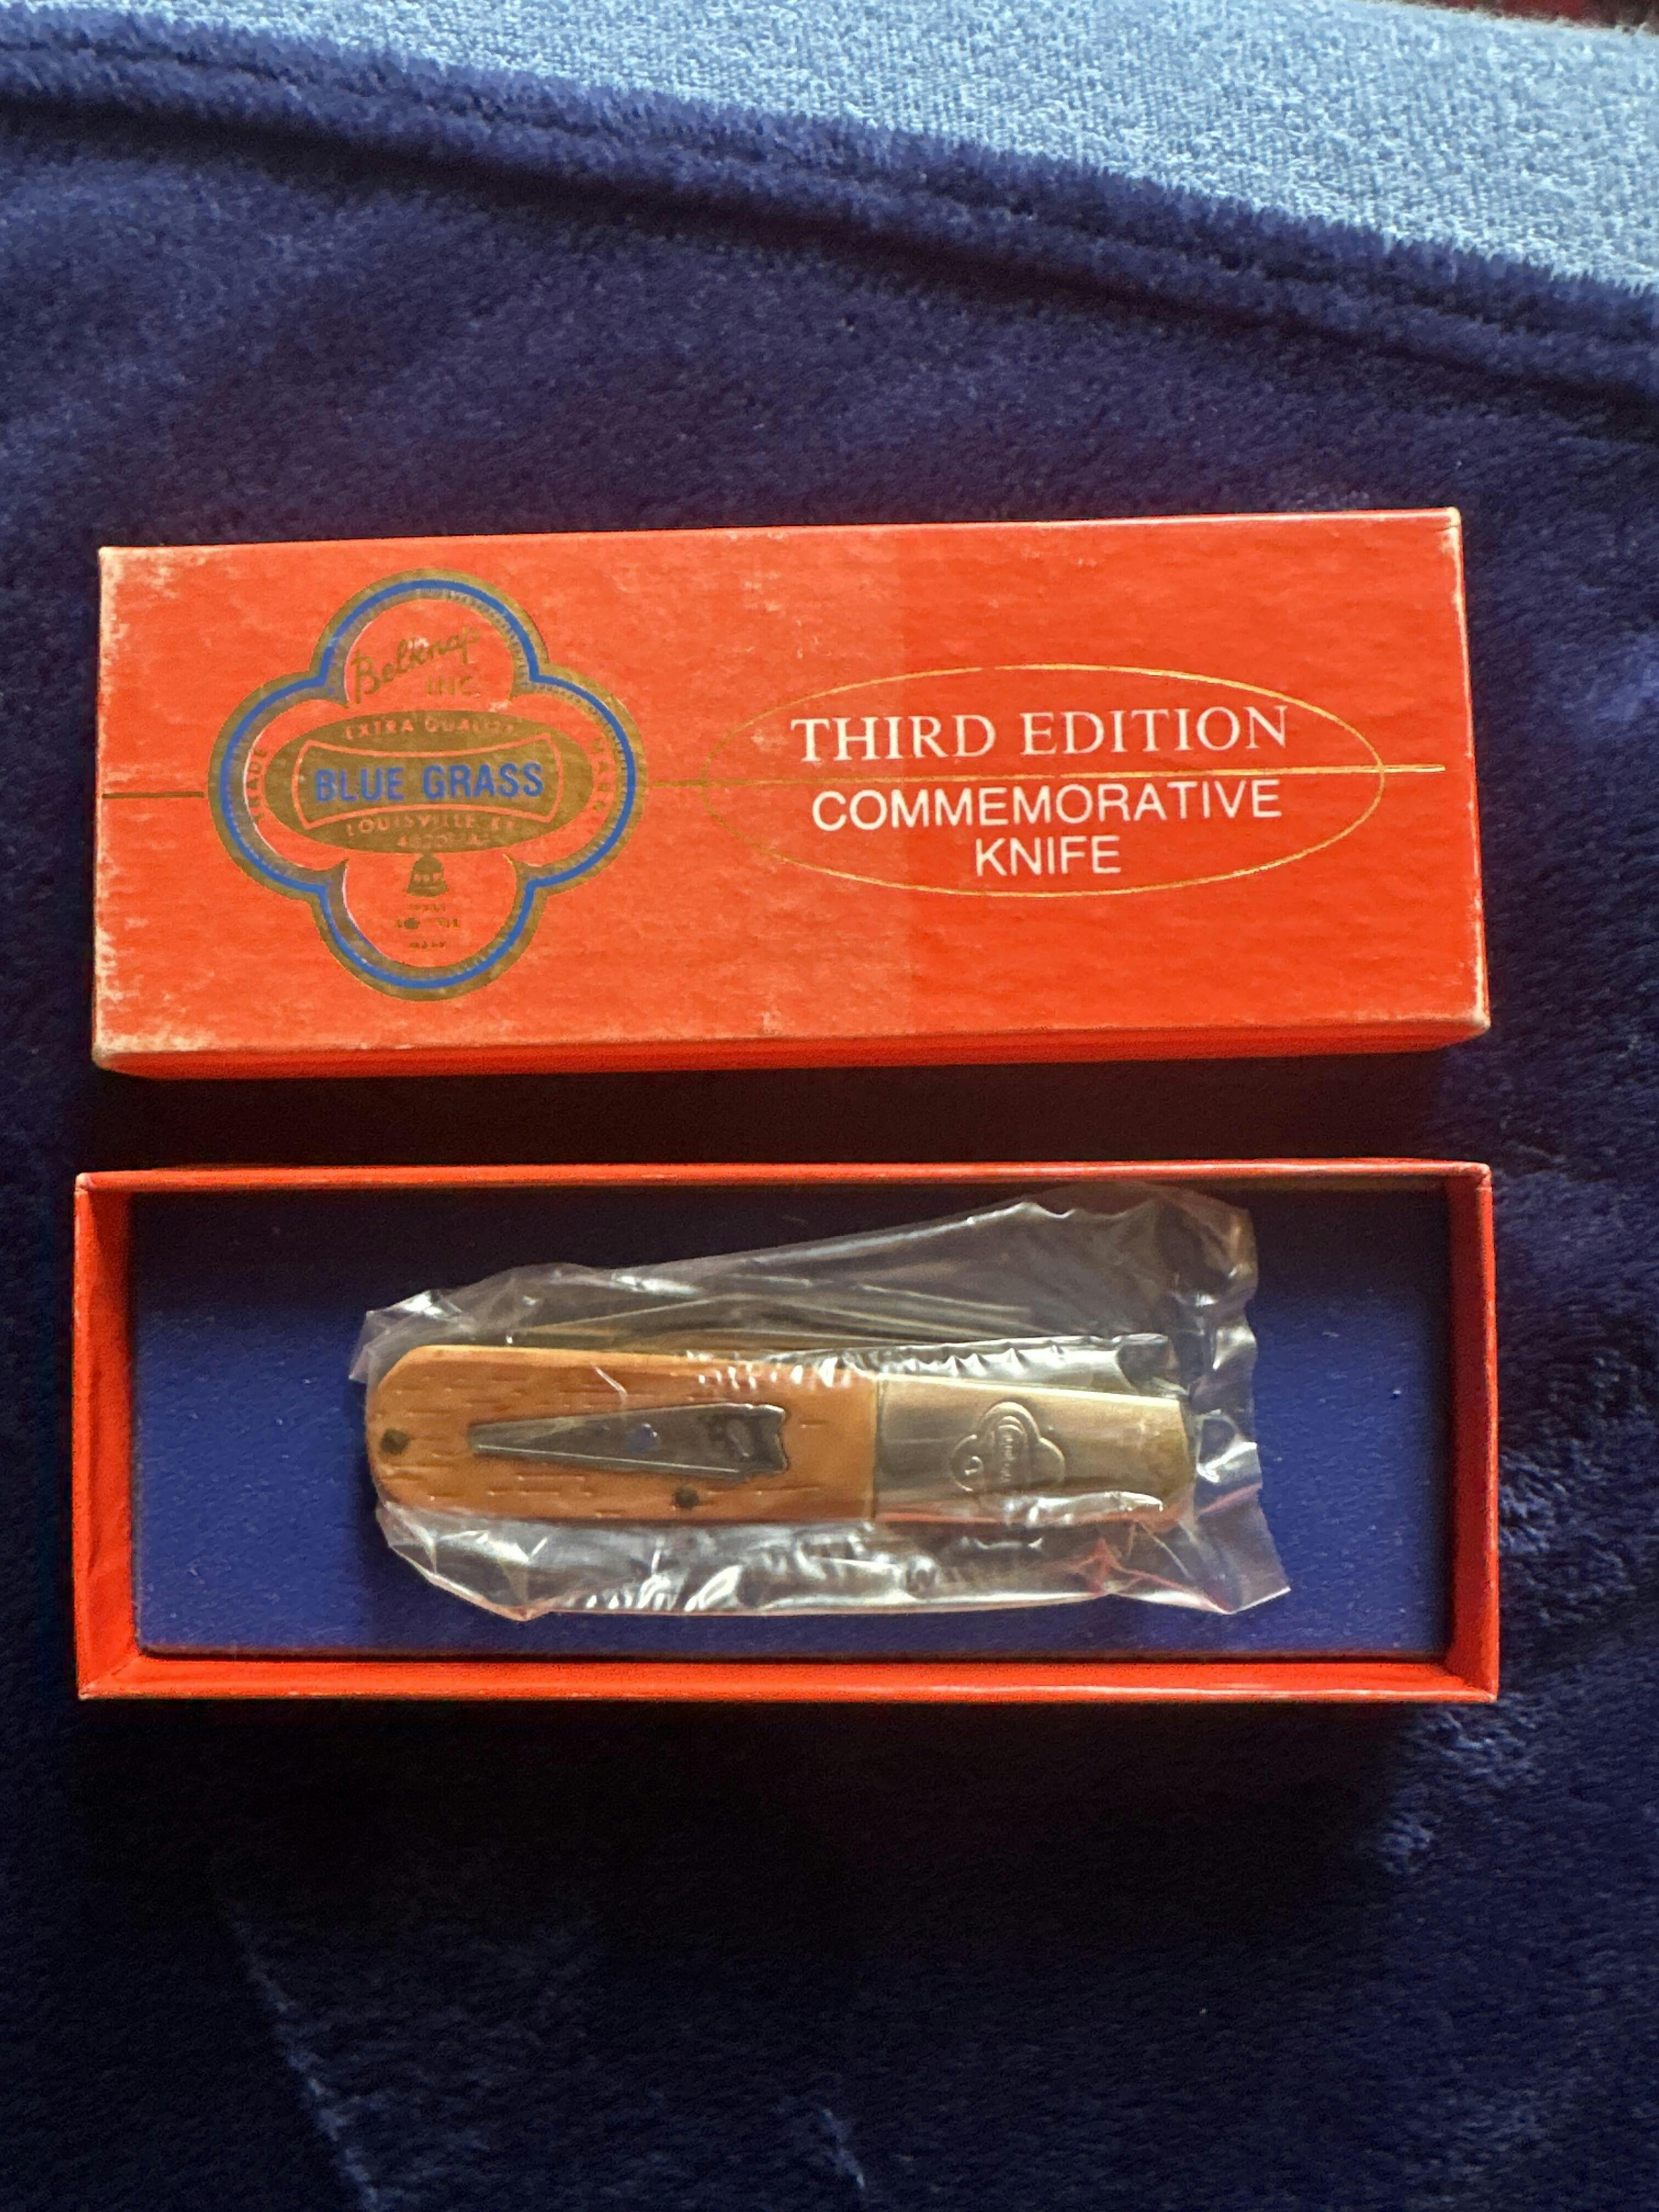 Belknap
INC.
EXTRA QUALITY
TRADE
BLUE GRASS
MARK
LOUISVILLE, KY.
THIRD EDITION
COMMEMORATIVE
KNIFE